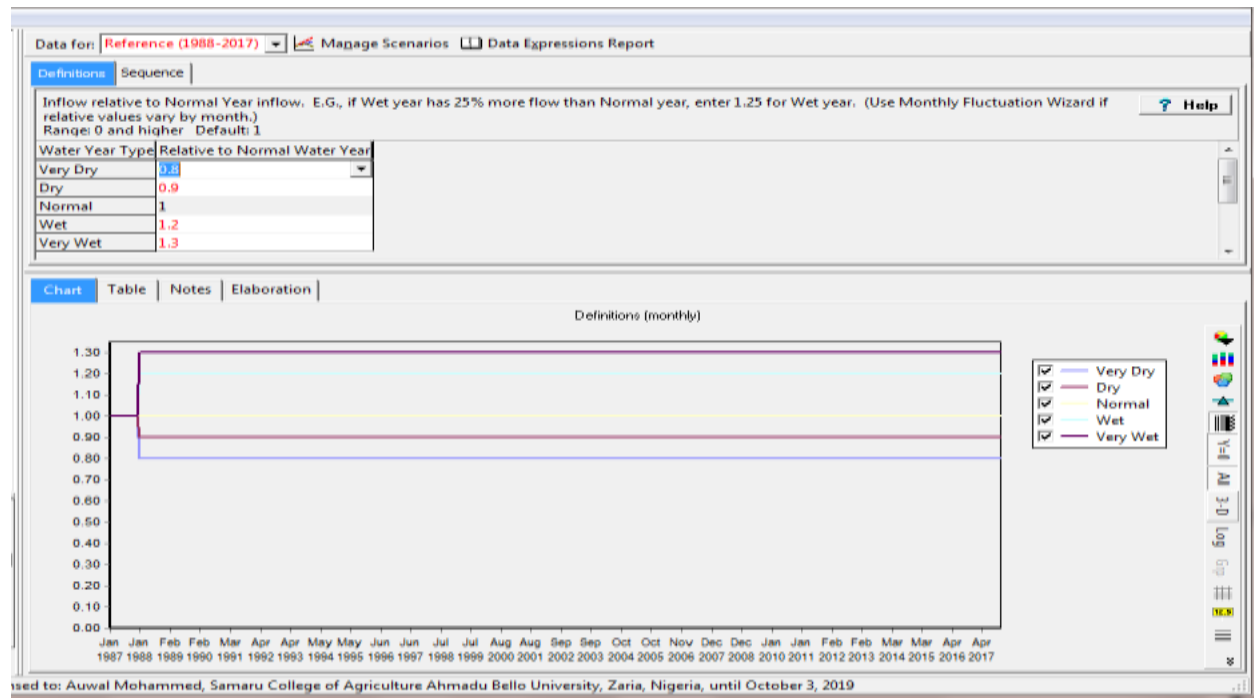 Data for: Reference (1988-2017) Manage Scenarios Data Expressions Report
Definitions Sequence
Inflow relative to Normal Year inflow. E.G., if Wet year has 25% more flow than Normal year, enter 1.25 for Wet year. (Use Monthly Fluctuation Wizard if
relative values vary by month.)
Range: 0 and higher Default: 1
? Help
Water Year Type Relative to Normal Water Year
Very Dry 0.8
Dry 0.9
Normal 1
Wet 1.2
Very Wet 1.3
Chart Table Notes Elaboration
Definitions (monthly)
1.30
1.20
1.10
1.00
0.90
0.80
0.70
0.60
0.50
0.40
0.30
0.20
0.10
0.00
Jan Jan Feb Feb Mar Apr Apr May May Jun Jun Jul Jul Aug Aug Sep Sep Oct Oct Nov Dec Dec Jan Jan Feb Feb Mar Mar Apr Apr
1987 1988 1989 1990 1991 1992 1993 1994 1995 1996 1997 1998 1999 2000 2001 2002 2003 2004 2005 2006 2007 2008 2010 2011 2012 2013 2014 2015 2016 2017
Very Dry
Dry
Normal
Wet
Very Wet
Y=0
All
3-D
Log
Grp
12.9
sed to: Auwal Mohammed, Samaru College of Agriculture Ahmadu Bello University, Zaria, Nigeria, until October 3, 2019